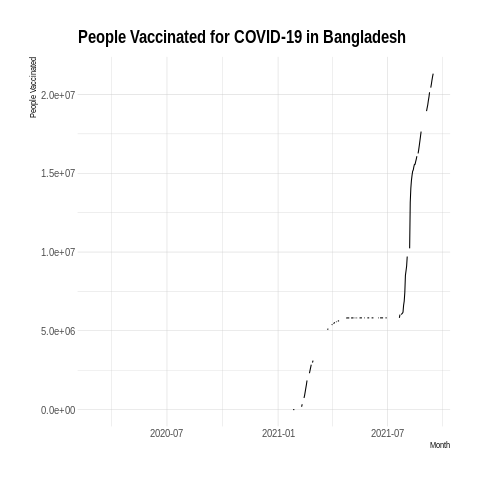 People Vaccinated for COVID-19 in Bangladesh
People Vaccinated
2.0e+07
1.5e+07
1.0e+07
5.0e+06
0.0e+00
2020-07
2021-01
2021-07
Month